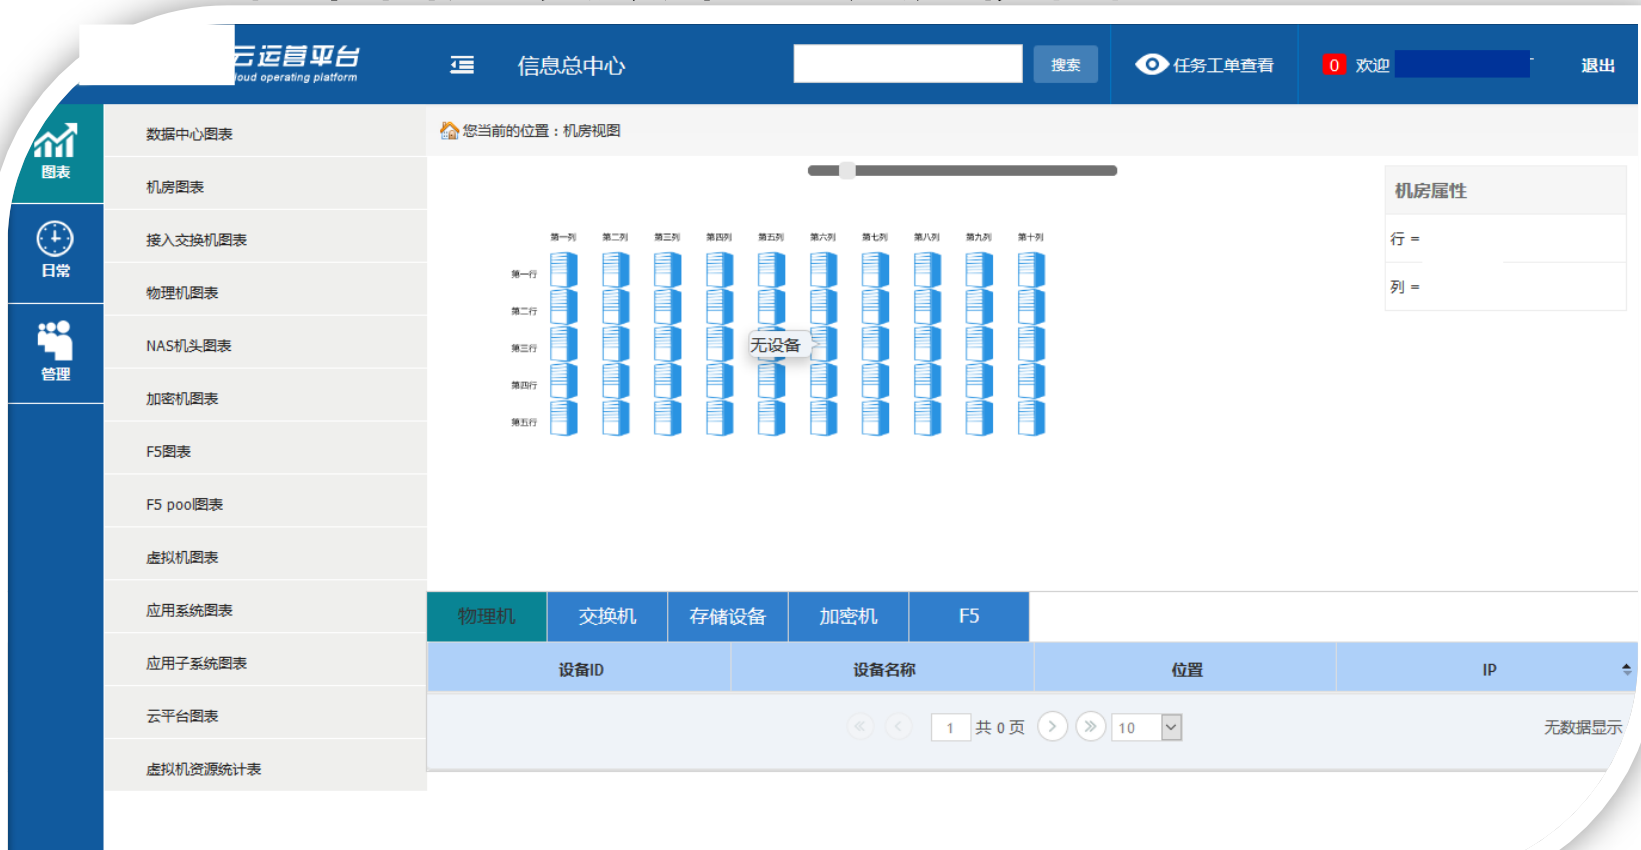 云运营平台
loud operating platform
信息总中心
搜索
任务工单查看
0 欢迎
退出
图表
日常
管理
数据中心图表
机房图表
接入交换机图表
物理机图表
NAS机头图表
加密机图表
F5图表
F5 pool图表
虚拟机图表
应用系统图表
应用子系统图表
云平台图表
虚拟机资源统计表
您当前的位置：机房视图
第一列 第二列 第三列 第四列 第五列 第六列 第七列 第八列 第九列 第十列
第一行
第二行
第三行
第四行
第五行
无设备
机房属性
行 =
列 =
物理机 交换机 存储设备 加密机 F5
设备ID 设备名称 位置 IP
1 共 0 页 10
无数据显示